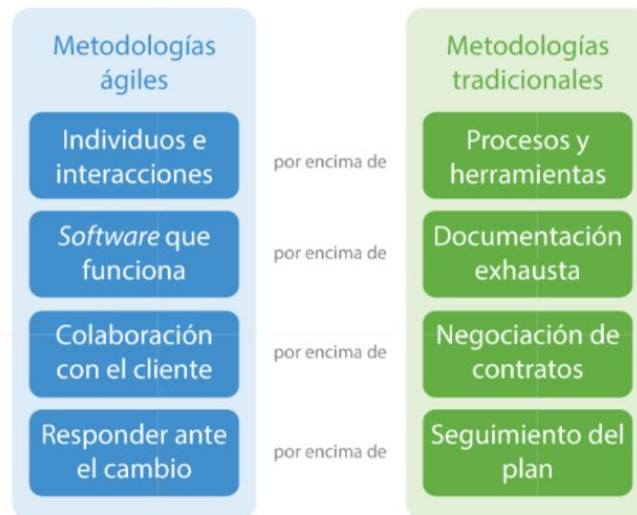 Metodologías
ágiles
Metodologías
tradicionales
Individuos e
interacciones
por encima de
Procesos y
herramientas
Software que
funciona
por encima de
Documentación
exhausta
Colaboración
con el cliente
por encima de
Negociación de
contratos
Responder ante
el cambio
por encima de
Seguimiento del
plan